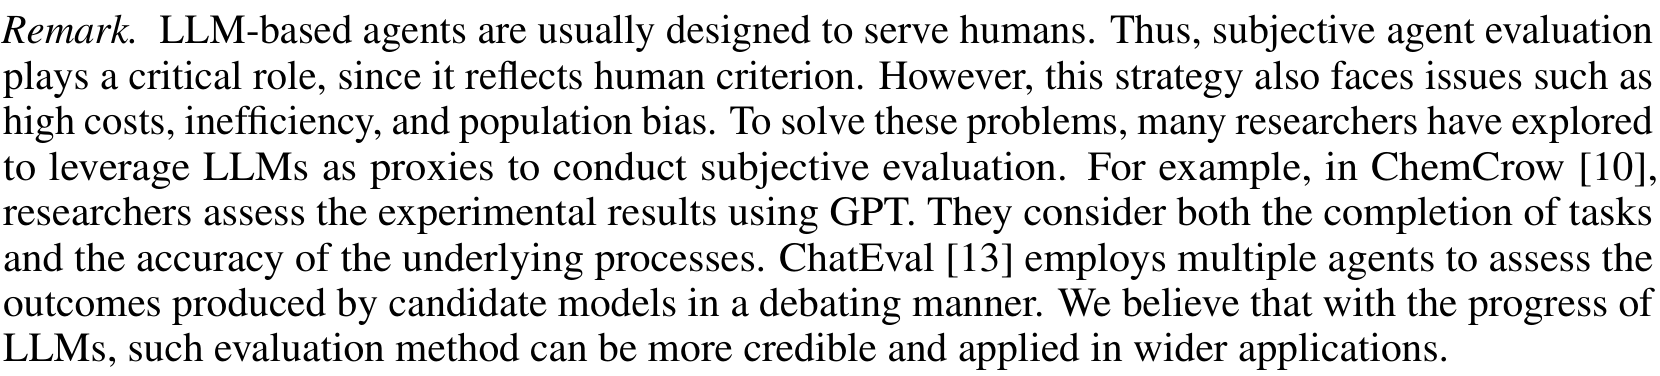 Remark. LLM-based agents are usually designed to serve humans. Thus, subjective agent evaluation
plays a critical role, since it reflects human criterion. However, this strategy also faces issues such as
high costs, inefficiency, and population bias. To solve these problems, many researchers have explored
to leverage LLMs as proxies to conduct subjective evaluation. For example, in ChemCrow [10],
researchers assess the experimental results using GPT. They consider both the completion of tasks
and the accuracy of the underlying processes. ChatEval [13] employs multiple agents to assess the
outcomes produced by candidate models in a debating manner. We believe that with the progress of
LLMs, such evaluation method can be more credible and applied in wider applications.